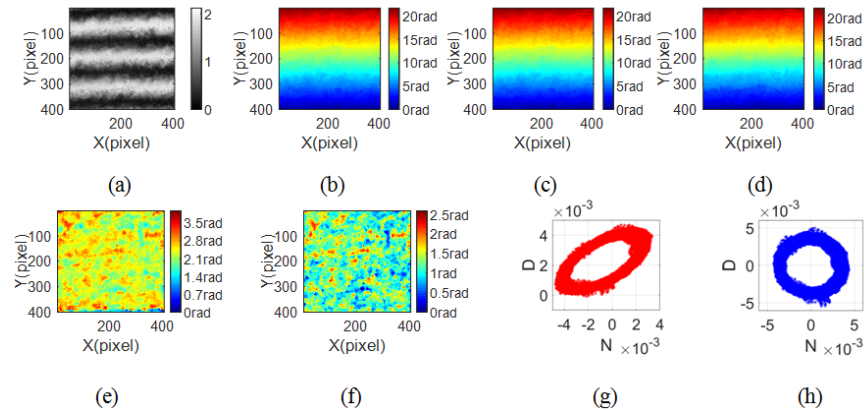 2
1
0
Y(pixel)
100
200
300
400
200 400
X(pixel)
(a)
20rad
15rad
10rad
5rad
0rad
Y(pixel)
100
200
300
400
200 400
X(pixel)
(b)
20rad
15rad
10rad
5rad
0rad
Y(pixel)
100
200
300
400
200 400
X(pixel)
(c)
20rad
15rad
10rad
5rad
0rad
Y(pixel)
100
200
300
400
200 400
X(pixel)
(d)
3.5rad
2.8rad
2.1rad
1.4rad
0.7rad
0rad
Y(pixel)
100
200
300
400
200 400
X(pixel)
(e)
2.5rad
2rad
1.5rad
1rad
0.5rad
0rad
Y(pixel)
100
200
300
400
200 400
X(pixel)
(f)
×10⁻³
D
4
2
0
-4 -2 0 2 4
N ×10⁻³
(g)
×10⁻³
D
5
0
-5
-5 0 5
N ×10⁻³
(h)